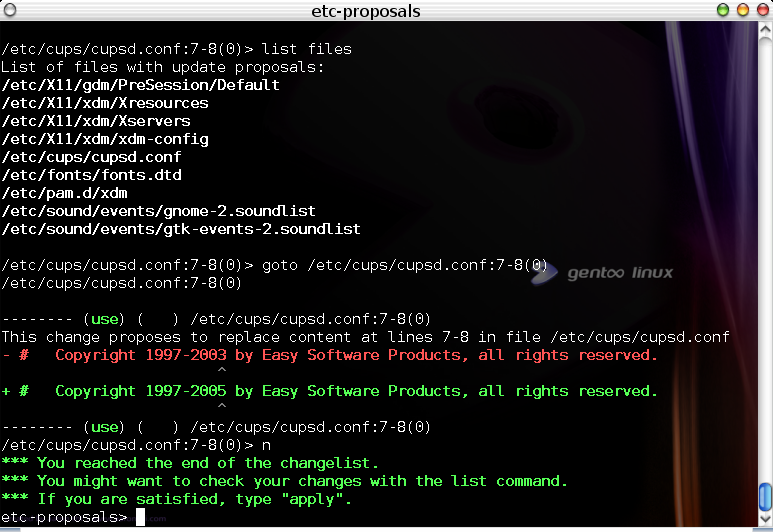 etc-proposals
/etc/cups/cupsd.conf:7-8(0)> list files
List of files with update proposals:
/etc/X11/gdm/PreSession/Default
/etc/X11/xdm/Xresources
/etc/X11/xdm/Xservers
/etc/X11/xdm/xdm-config
/etc/cups/cupsd.conf
/etc/fonts/fonts.dtd
/etc/pam.d/xdm
/etc/sound/events/gnome-2.soundlist
/etc/sound/events/gtk-events-2.soundlist
/etc/cups/cupsd.conf:7-8(0)> goto /etc/cups/cupsd.conf:7-8(0)
gentoo linux
/etc/cups/cupsd.conf:7-8(0)
-------- (use) (   ) /etc/cups/cupsd.conf:7-8(0)
This change proposes to replace content at lines 7-8 in file /etc/cups/cupsd.conf
- #   Copyright 1997-2003 by Easy Software Products, all rights reserved.
^
+ #   Copyright 1997-2005 by Easy Software Products, all rights reserved.
^
-------- (use) (   ) /etc/cups/cupsd.conf:7-8(0)
/etc/cups/cupsd.conf:7-8(0)> n
*** You reached the end of the changelist.
*** You might want to check your changes with the list command.
*** If you are satisfied, type "apply".
etc-proposals>